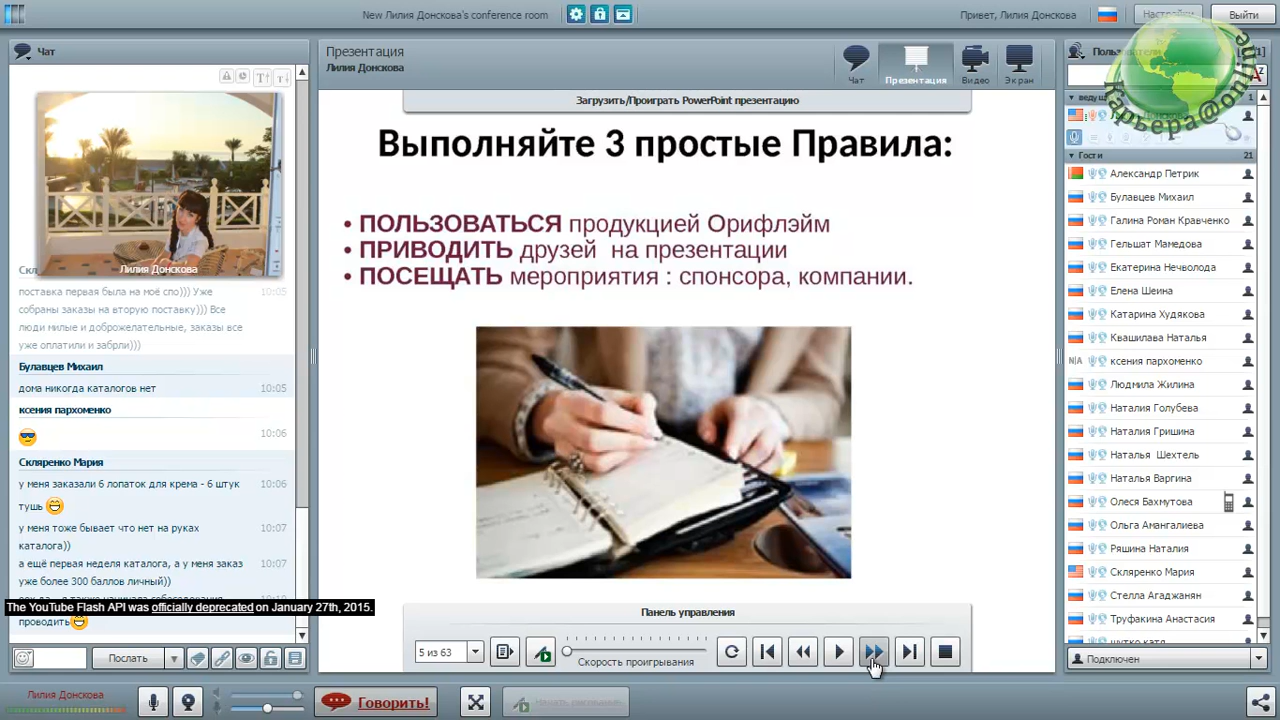 New Лилия Донскова's conference room
Привет, Лилия Донскова
Настройки
Выйти
Чат
Презентация
Лилия Донскова
Чат
Презентация
Видео
Экран
Карьера@online
Загрузить/Проиграть PowerPoint презентацию
Выполняйте 3 простые Правила:
• ПОЛЬЗОВАТЬСЯ продукцией Орифлэйм
• ПРИВОДИТЬ друзей на презентации
• ПОСЕЩАТЬ мероприятия : спонсора, компании.
Лилия Донскова
поставка первая была на моё спо))) Уже 10:05
собраны заказы на вторую поставку))) Все
люди милые и доброжелательные, заказы все
уже оплатили и забрли)))
Булавцев Михаил
дома никогда каталогов нет 10:05
ксения пархоменко
10:06
Скляренко Мария
у меня заказали 6 лопаток для крема - 6 штук 10:06
тушь
у меня тоже бывает что нет на руках 10:07
каталога))
а ещё первая неделя каталога, а у меня заказ 10:07
уже более 300 баллов личный))
The YouTube Flash API was officially deprecated on January 27th, 2015.
проводить
Послать
Панель управления
5 из 63
Скорость проигрывания
ведущ 1
Гости 21
Александр Петрик
Булавцев Михаил
Галина Роман Кравченко
Гельшат Мамедова
Екатерина Нечволода
Елена Шеина
Катарина Худякова
Квашилава Наталья
N/A ксения пархоменко
Людмила Жилина
Наталия Голубева
Наталия Гришина
Наталья Шехтель
Наталья Варгина
Олеся Бахмутова
Ольга Амангалиева
Ряшина Наталия
Скляренко Мария
Стелла Агаджанян
Труфакина Анастасия
Подключен
Лилия Донскова
Говорить!